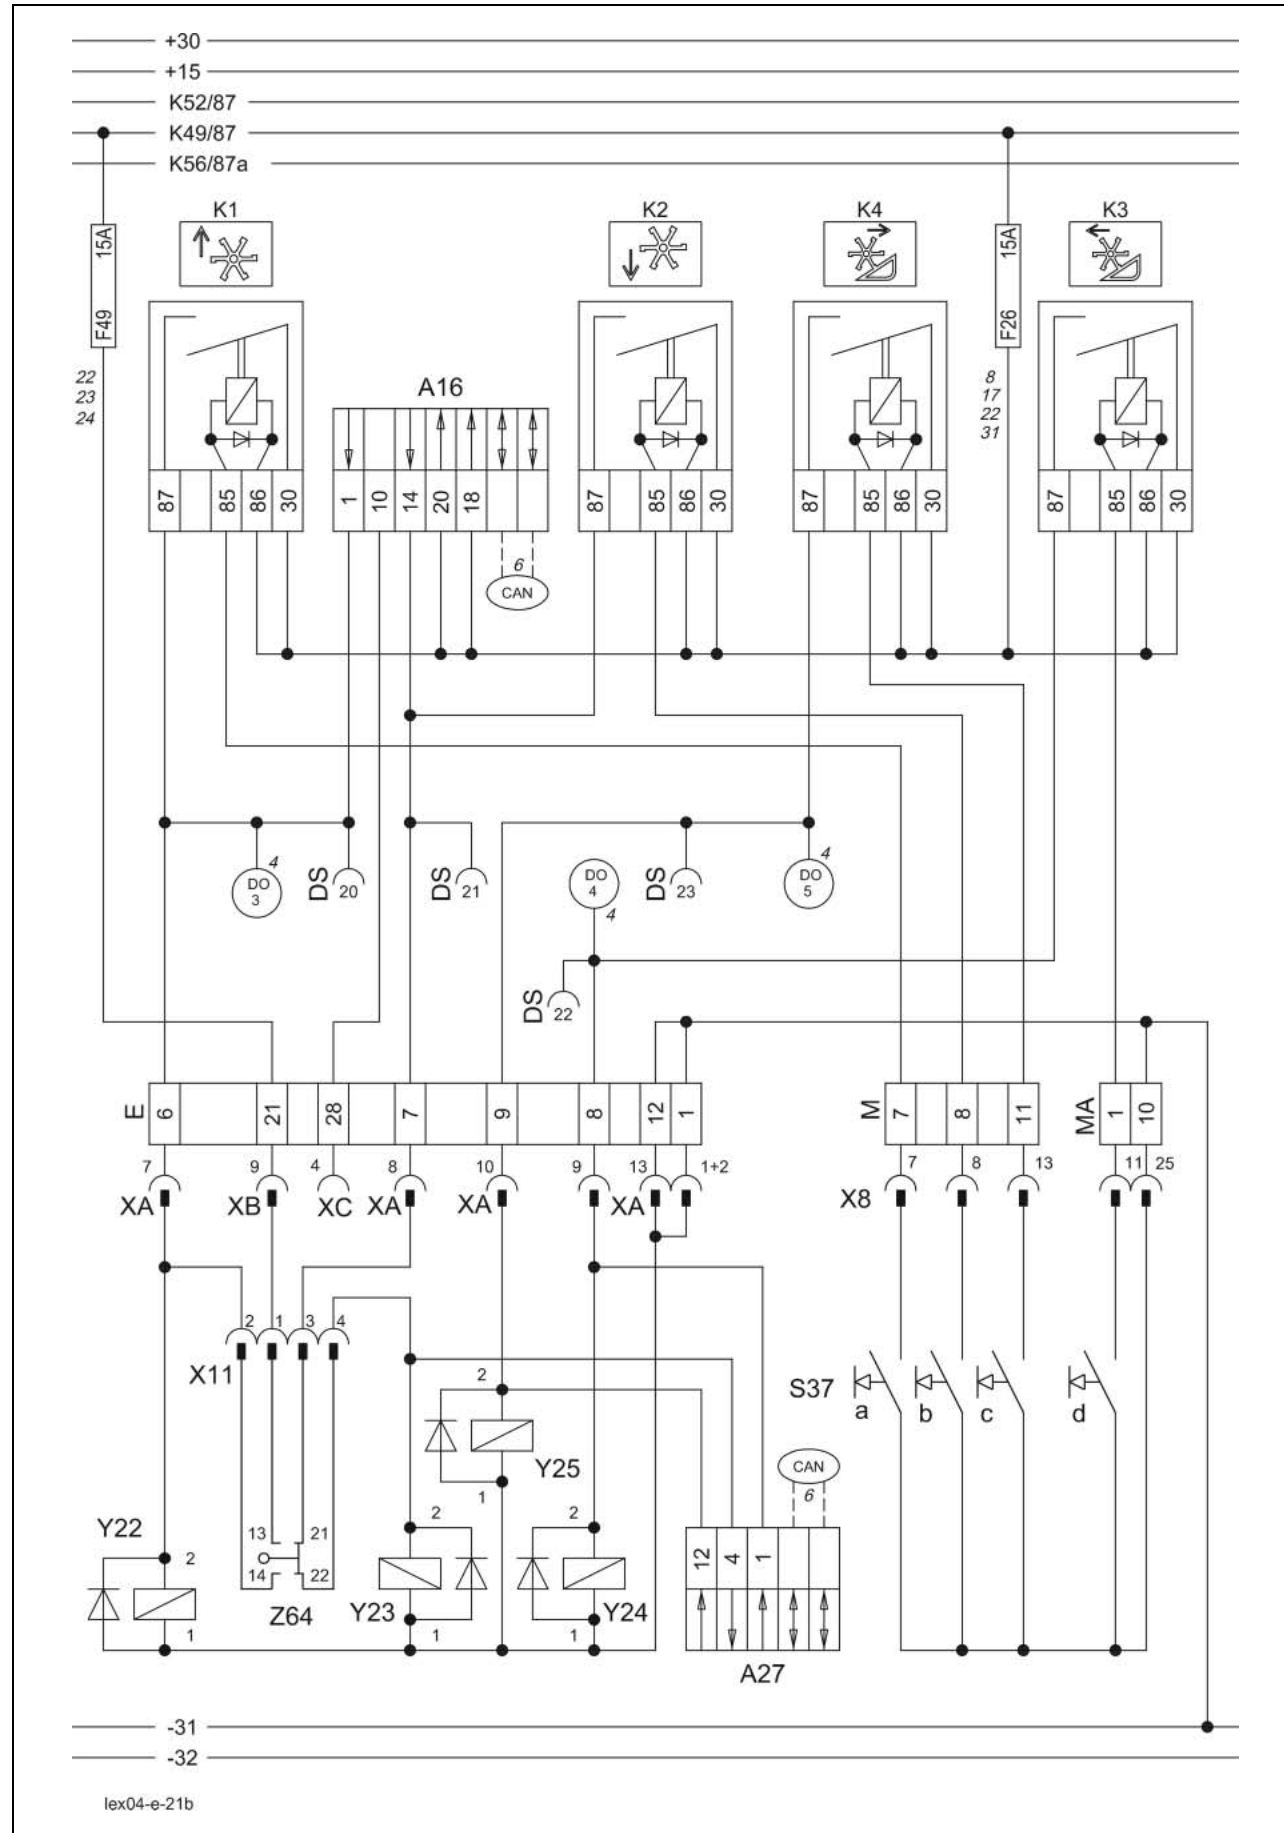 +30
+15
K52/87
K49/87
K56/87a
K1 K2 K4 K3
15A F49
15A F26
22
23
24
8
17
22
31
A16
87 85 86 30
1 10 14 20 18
87 85 86 30
87 85 86 30
87 85 86 30
6
CAN
4 4
DO 3
DS 20
DS 21
DO 4
DS 23
DO 5
4
DS 22
E 6 21 28 7 9 8 12 1
M 7 8 11
MA 1 10
7 9 4 8 10 9 13 1+2 7 8 13 11 25
XA XB XC XA XA XA X8
2 1 3 4
X11
2
S37 a b c d
Y25
1
CAN
6
Y22
2
1
13 21
14 22
Z64
2
Y23
1
2
Y24
1
12 4 1
A27
-31
-32
lex04-e-21b